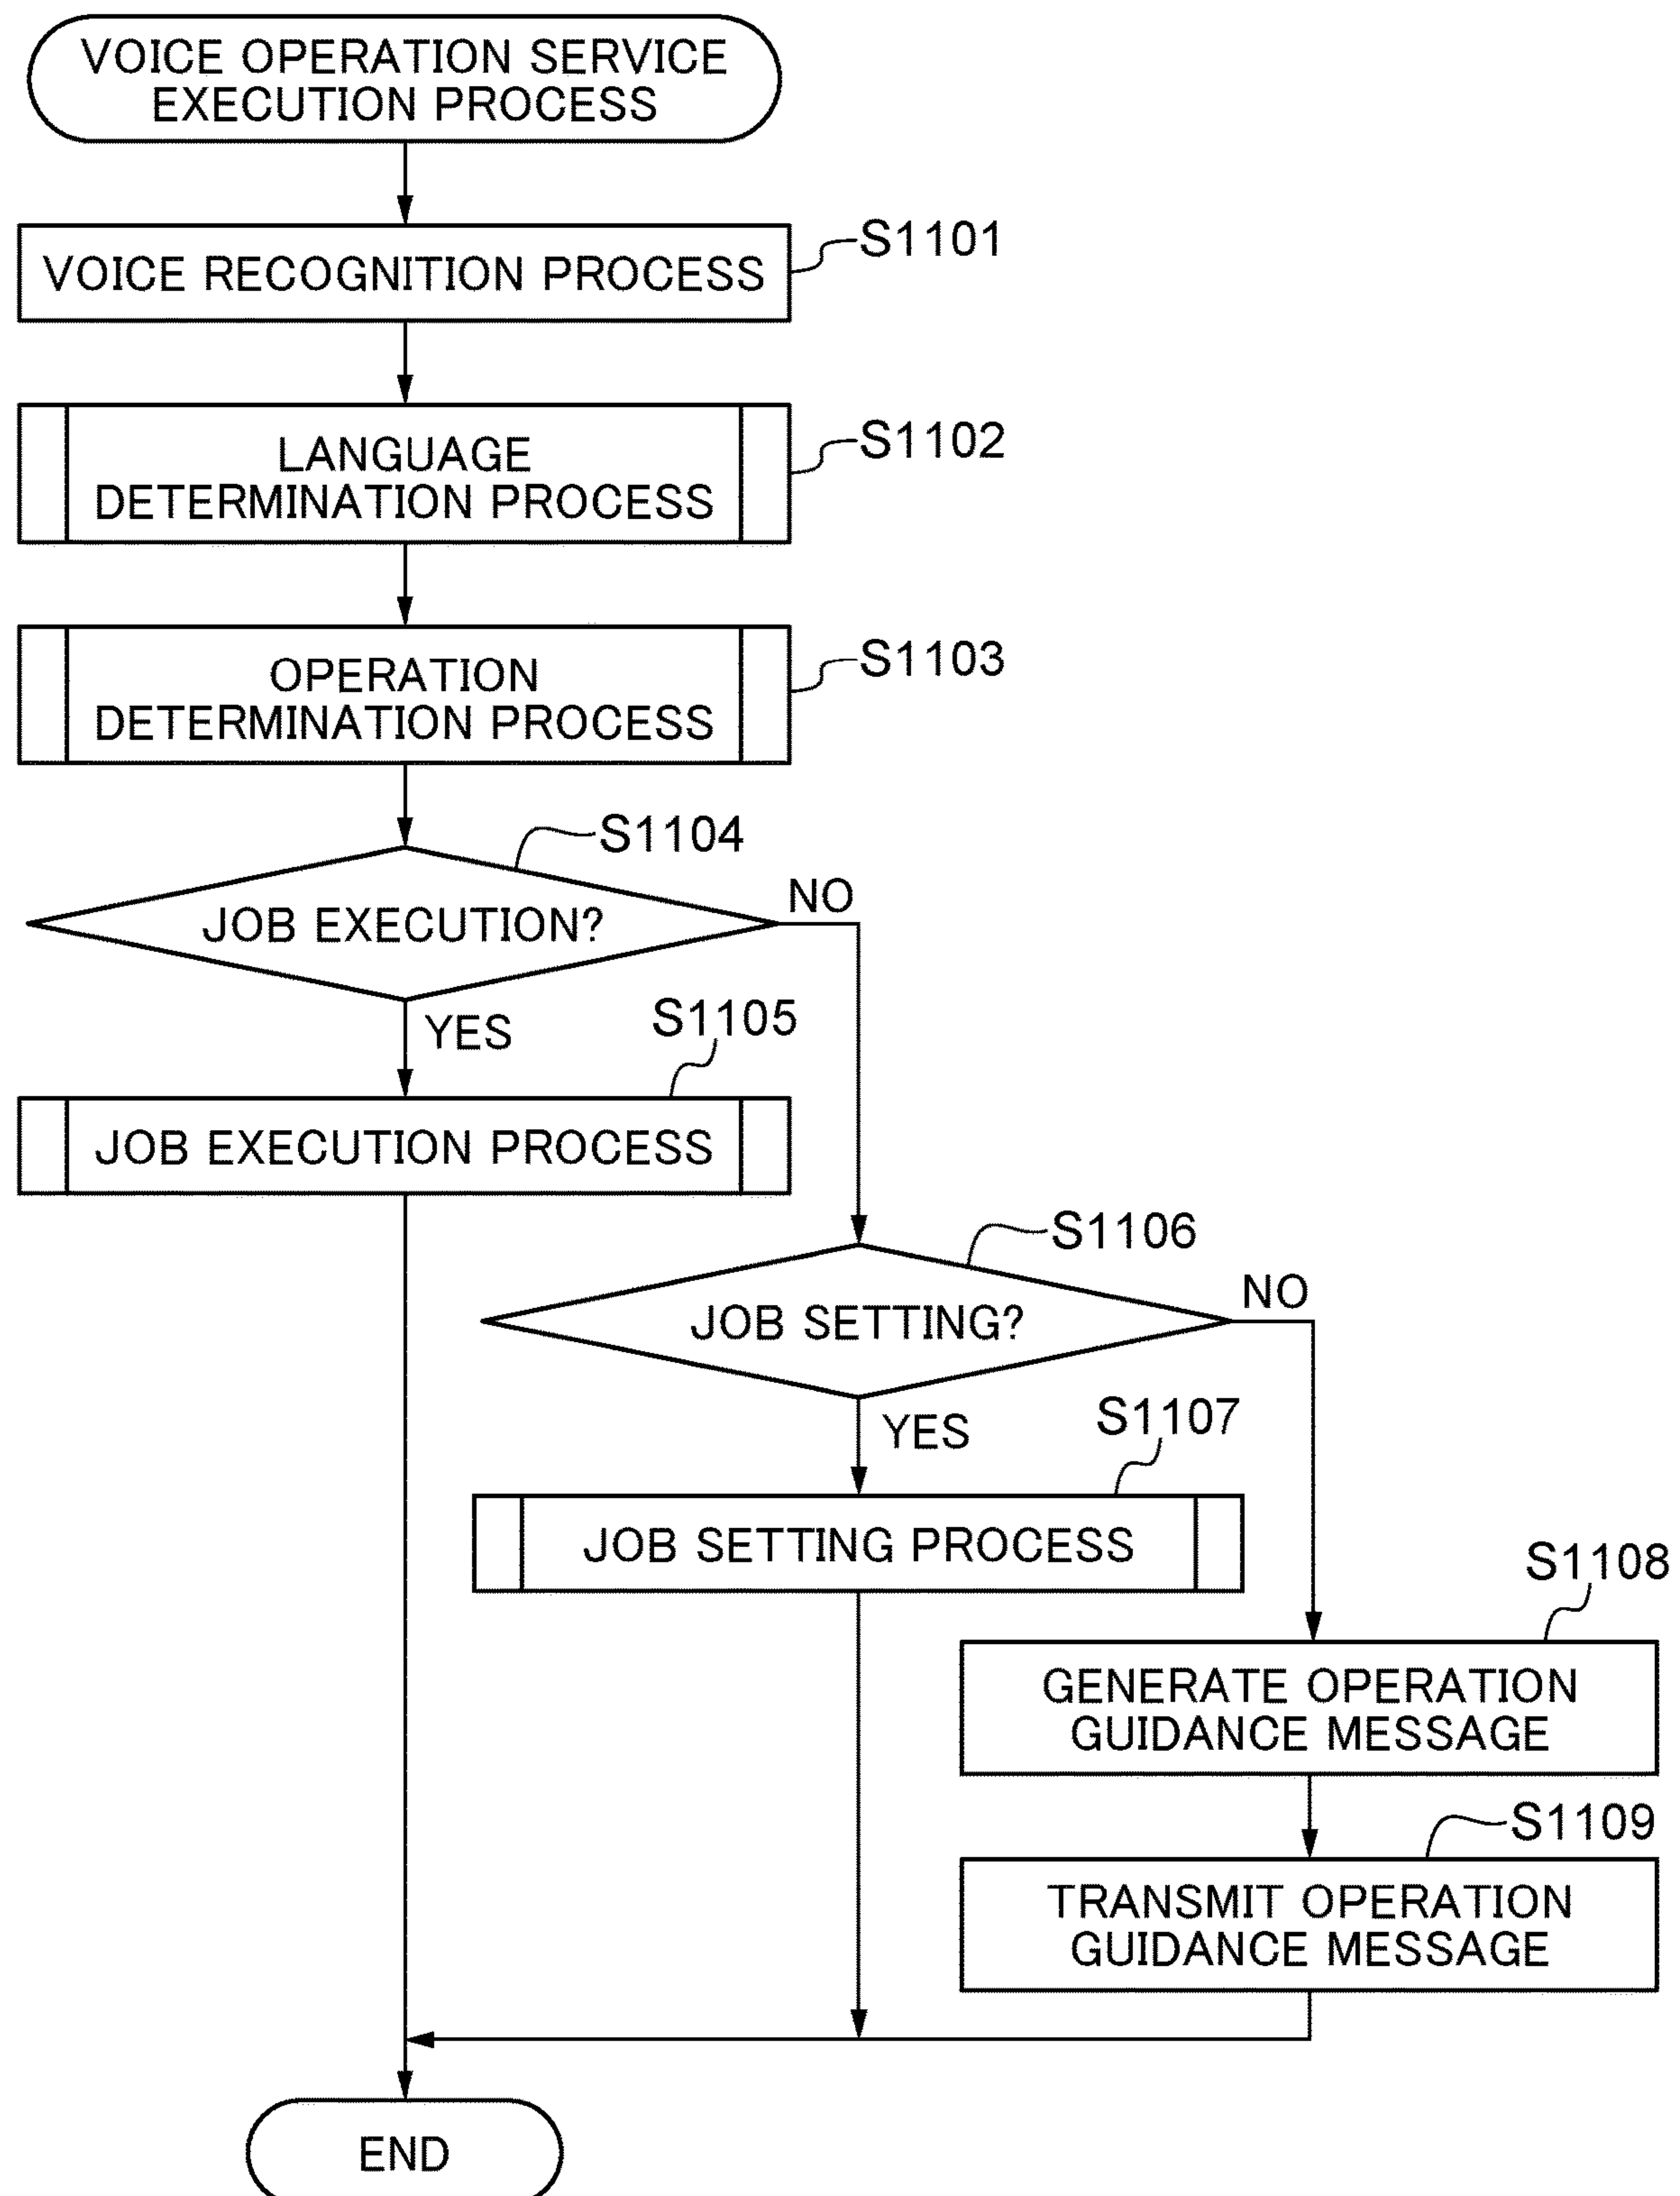 VOICE OPERATION SERVICE
EXECUTION PROCESS
VOICE RECOGNITION PROCESS
S1101
LANGUAGE
DETERMINATION PROCESS
S1102
OPERATION
DETERMINATION PROCESS
S1103
S1104
JOB EXECUTION?
NO
YES
S1105
JOB EXECUTION PROCESS
S1106
JOB SETTING?
NO
YES
S1107
JOB SETTING PROCESS
S1108
GENERATE OPERATION
GUIDANCE MESSAGE
S1109
TRANSMIT OPERATION
GUIDANCE MESSAGE
END